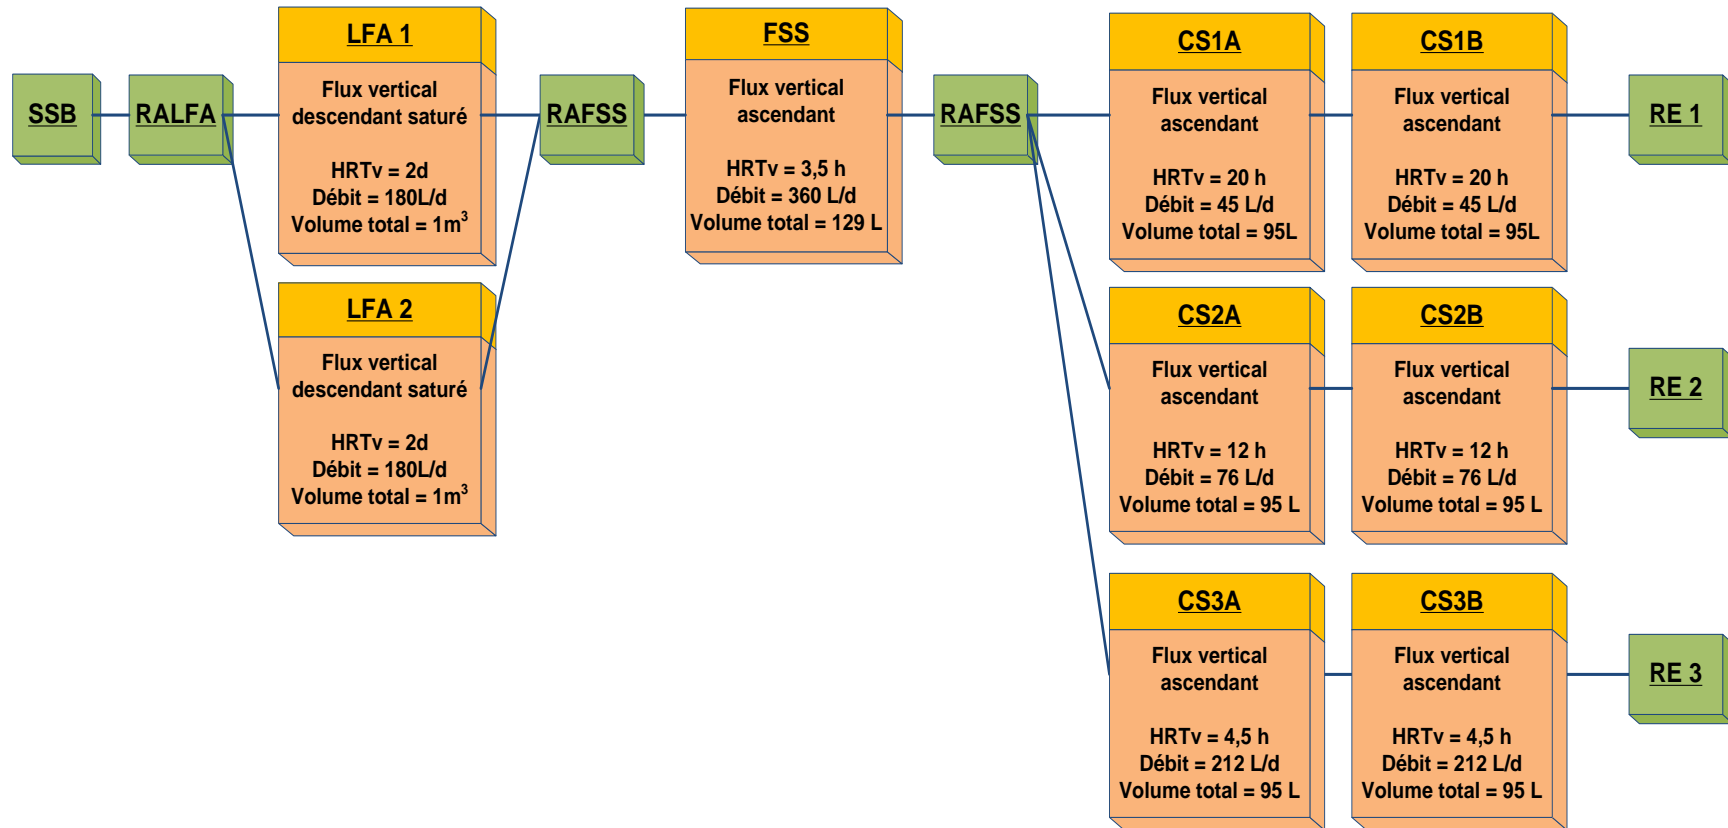 SSB
RALFA
LFA 1
Flux vertical
descendant saturé
HRTv = 2d
Débit = 180L/d
Volume total = 1m³
LFA 2
Flux vertical
descendant saturé
HRTv = 2d
Débit = 180L/d
Volume total = 1m³
RAFSS
FSS
Flux vertical
ascendant
HRTv = 3,5 h
Débit = 360 L/d
Volume total = 129 L
RAFSS
CS1A
Flux vertical
ascendant
HRTv = 20 h
Débit = 45 L/d
Volume total = 95L
CS1B
Flux vertical
ascendant
HRTv = 20 h
Débit = 45 L/d
Volume total = 95L
RE 1
CS2A
Flux vertical
ascendant
HRTv = 12 h
Débit = 76 L/d
Volume total = 95 L
CS2B
Flux vertical
ascendant
HRTv = 12 h
Débit = 76 L/d
Volume total = 95 L
RE 2
CS3A
Flux vertical
ascendant
HRTv = 4,5 h
Débit = 212 L/d
Volume total = 95 L
CS3B
Flux vertical
ascendant
HRTv = 4,5 h
Débit = 212 L/d
Volume total = 95 L
RE 3